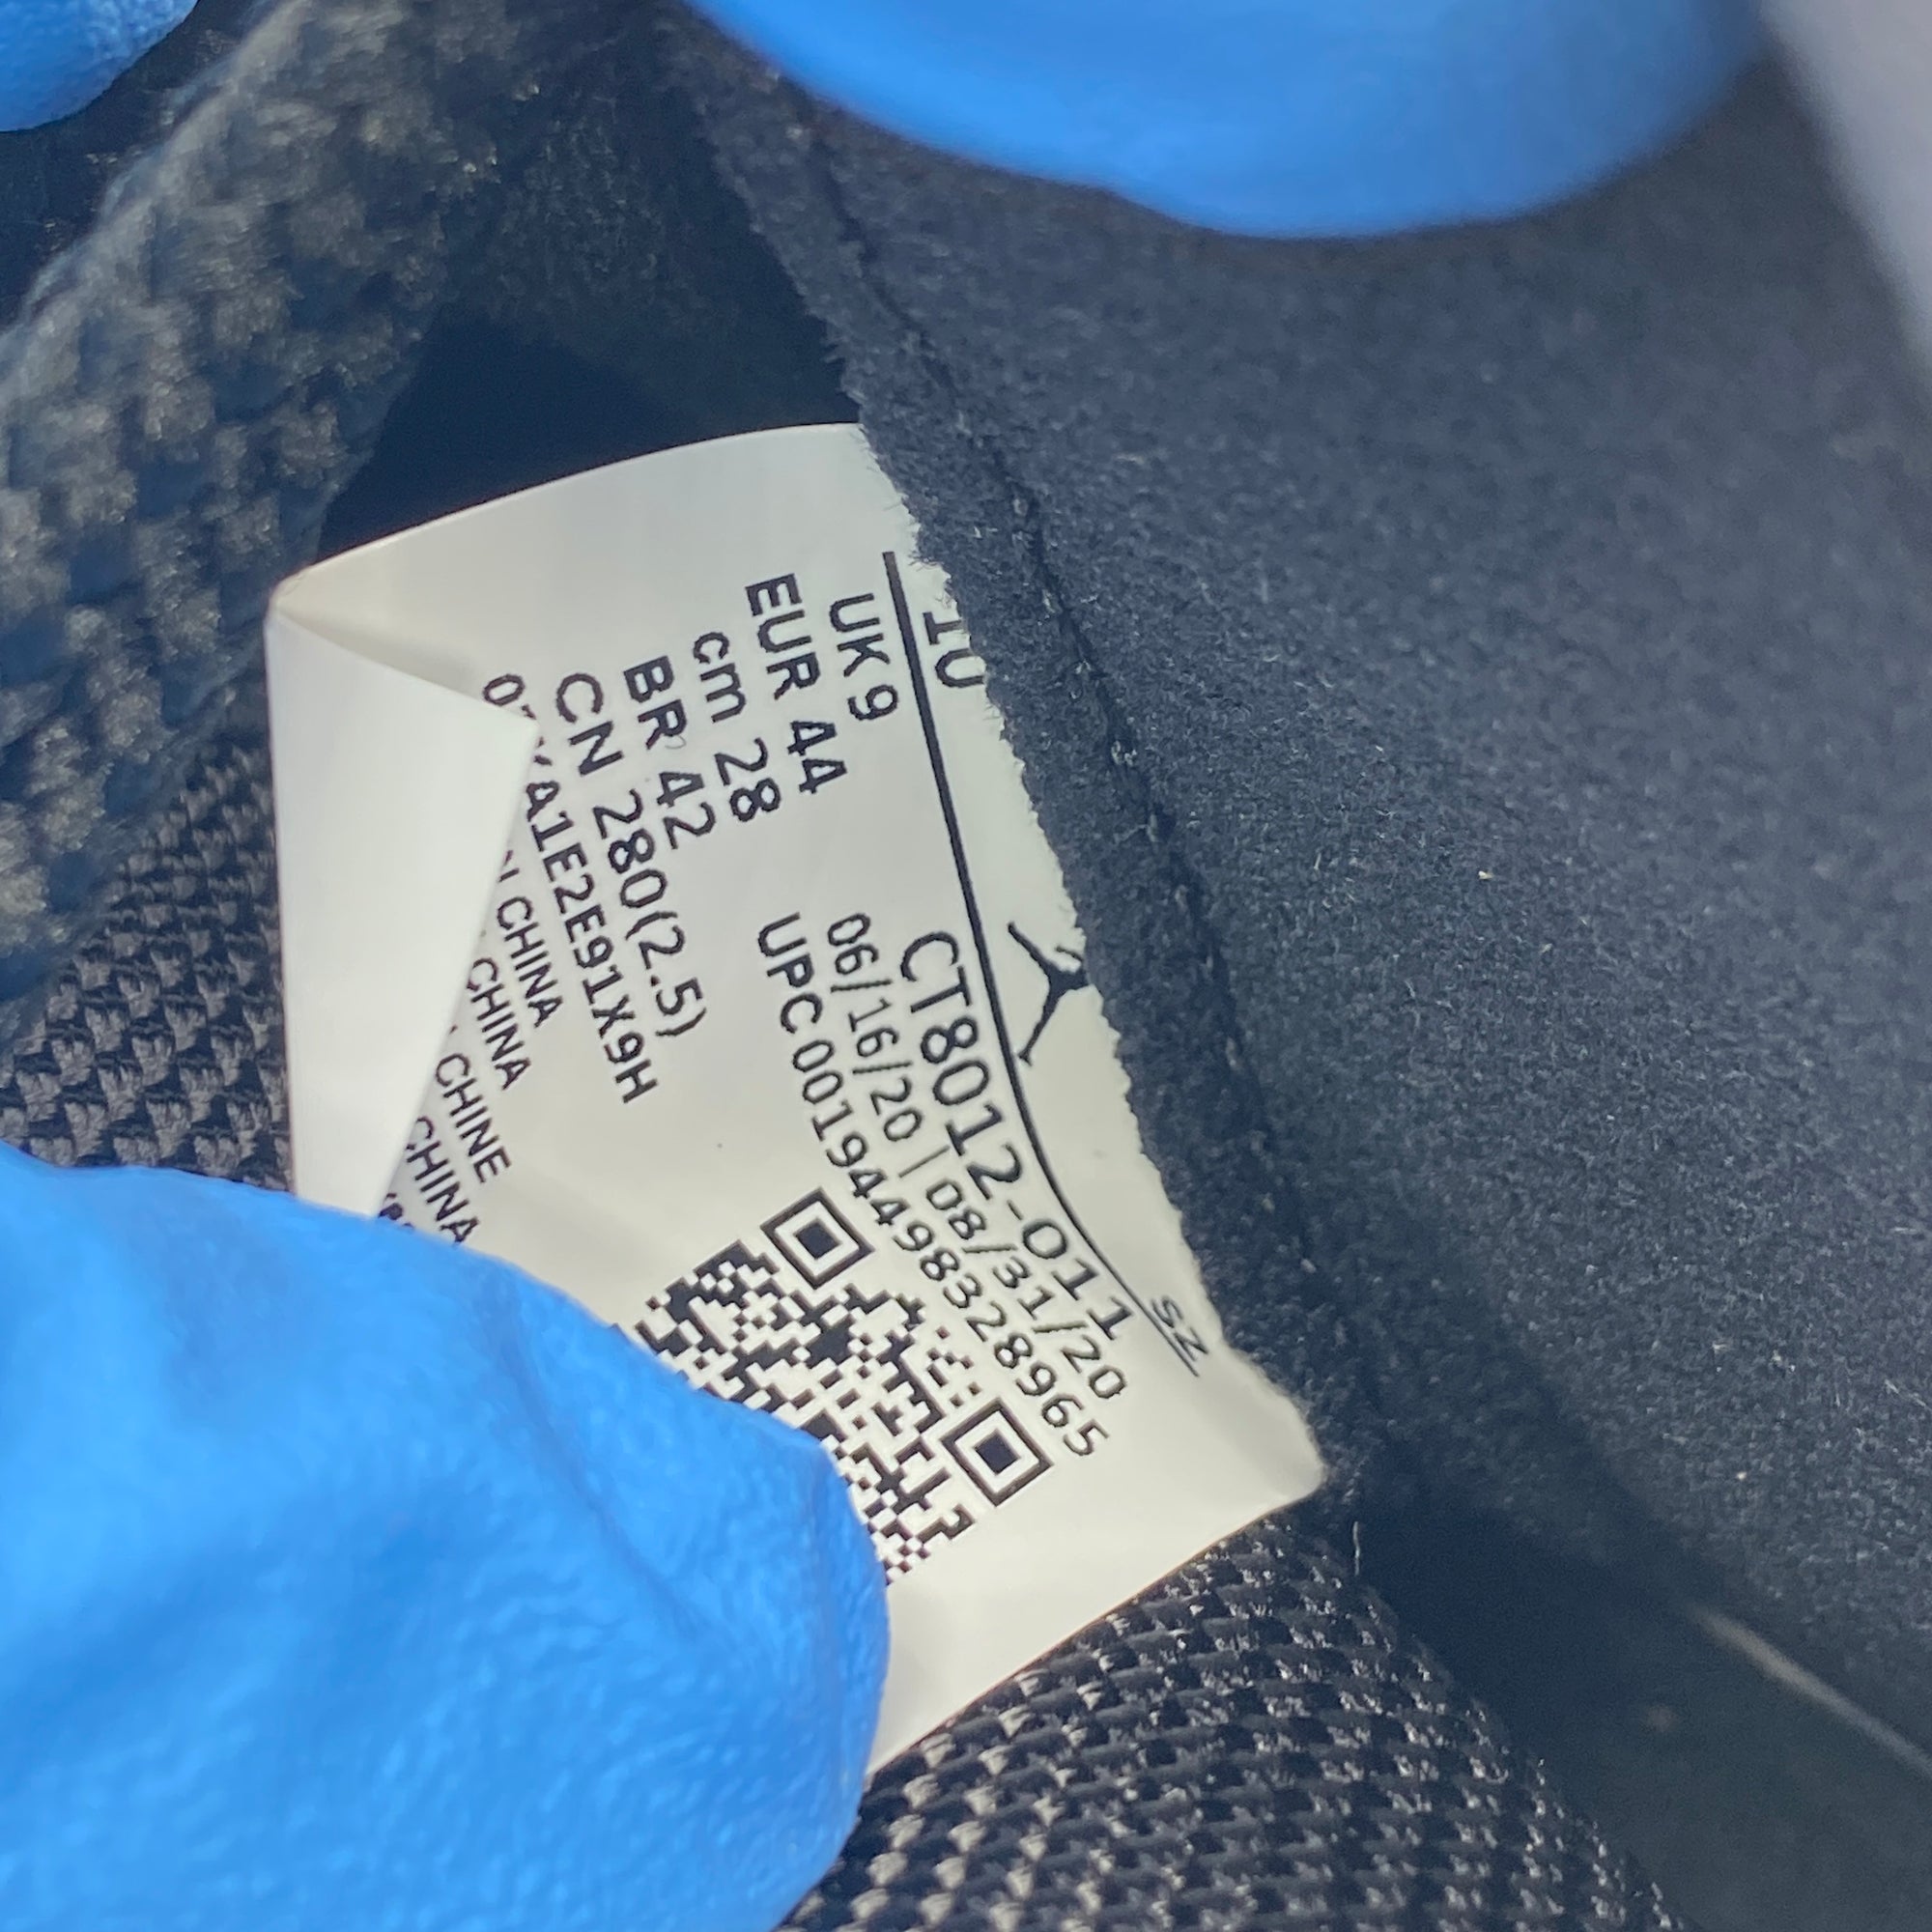 10
SZ
UK 9
EUR 44
cm 28
BR 42
CN 280(2.5)
CT8012-011
06/16/20 | 08/31/20
UPC 00194498328965
A1E2E91X9H
CHINA
CHINA
CHINE
CHINA